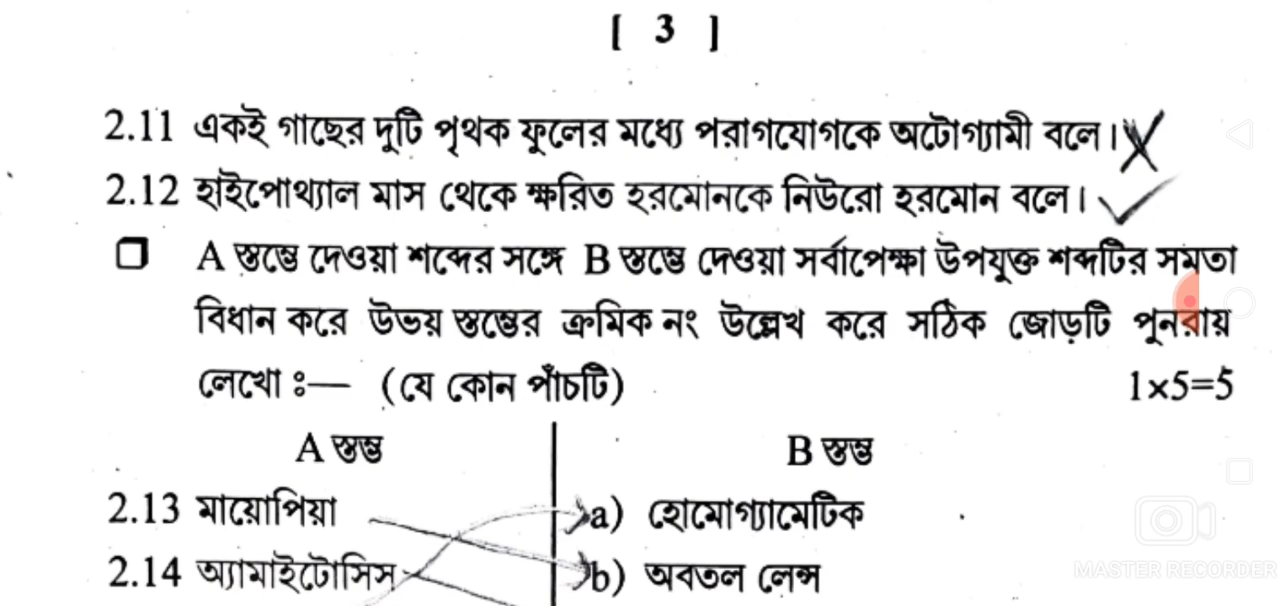 [ 3 ]
2.11 একই গাছের দুটি পৃথক ফুলের মধ্যে পরাগযোগকে অটোগ্যামী বলে।
2.12 হাইপোথ্যাল মাস থেকে ক্ষরিত হরমোনকে নিউরো হরমোন বলে।
A স্তম্ভে দেওয়া শব্দের সঙ্গে B স্তম্ভে দেওয়া সর্বাপেক্ষা উপযুক্ত শব্দটির সমতা
বিধান করে উভয় স্তম্ভের ক্রমিক নং উল্লেখ করে সঠিক জোড়টি পুনরায়
লেখো ঃ— (যে কোন পাঁচটি) 1×5=5
A স্তম্ভ B স্তম্ভ
2.13 মায়োপিয়া a) হোমোগ্যামেটিক
2.14 অ্যামাইটোসিস b) অবতল লেন্স
MASTER RECORDER